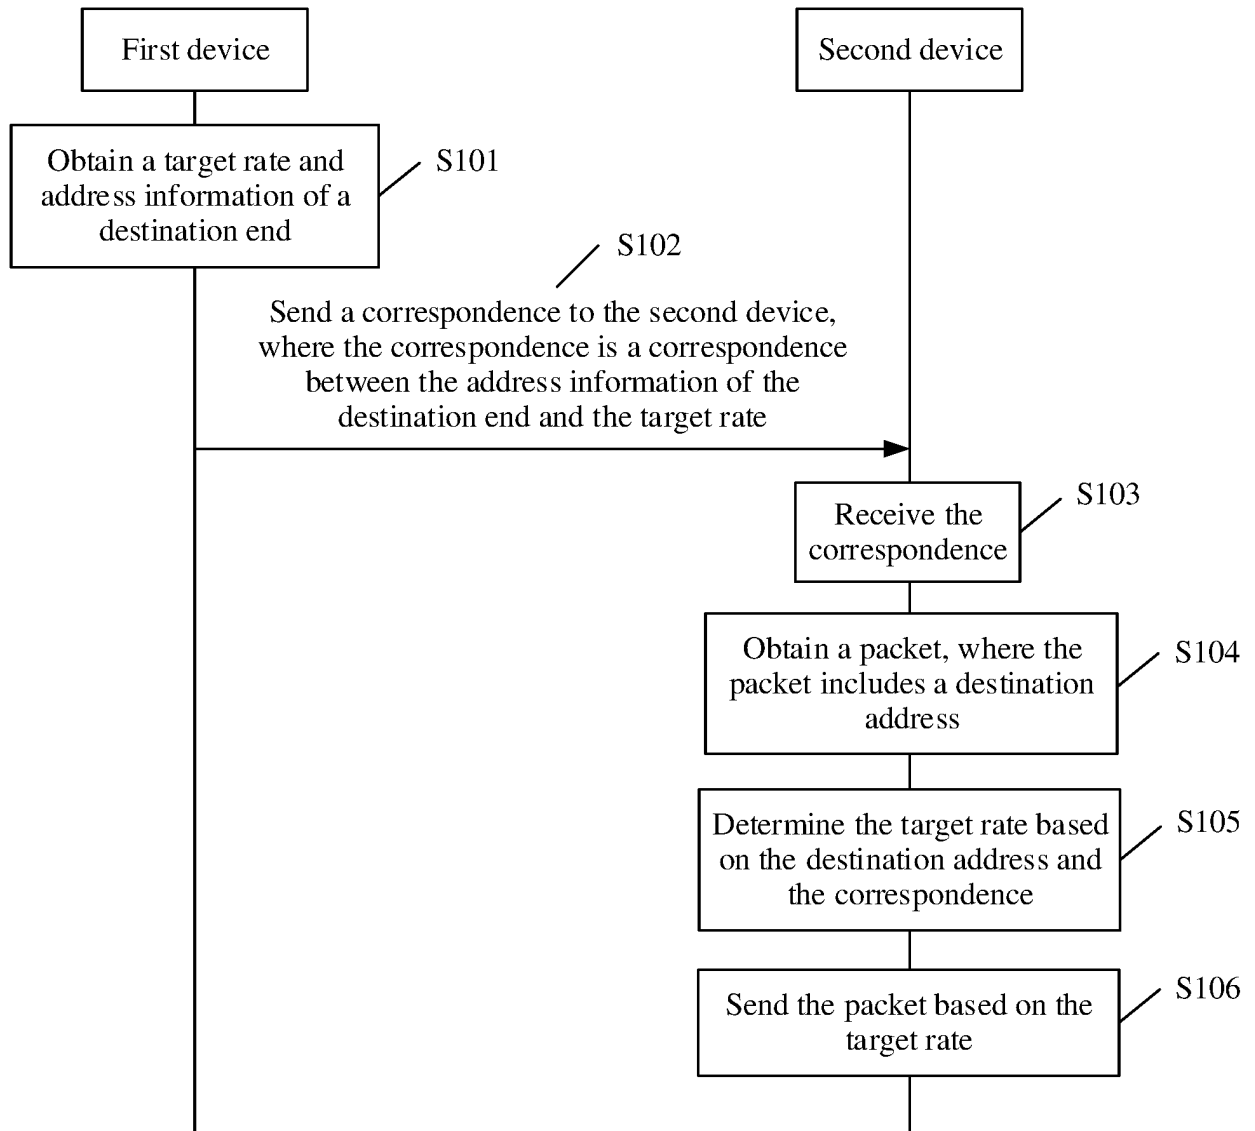 First device
Second device
Obtain a target rate and
address information of a
destination end
S101
S102
Send a correspondence to the second device,
where the correspondence is a correspondence
between the address information of the
destination end and the target rate
Receive the
correspondence
S103
Obtain a packet, where the
packet includes a destination
address
S104
Determine the target rate based
on the destination address and
the correspondence
S105
Send the packet based on the
target rate
S106